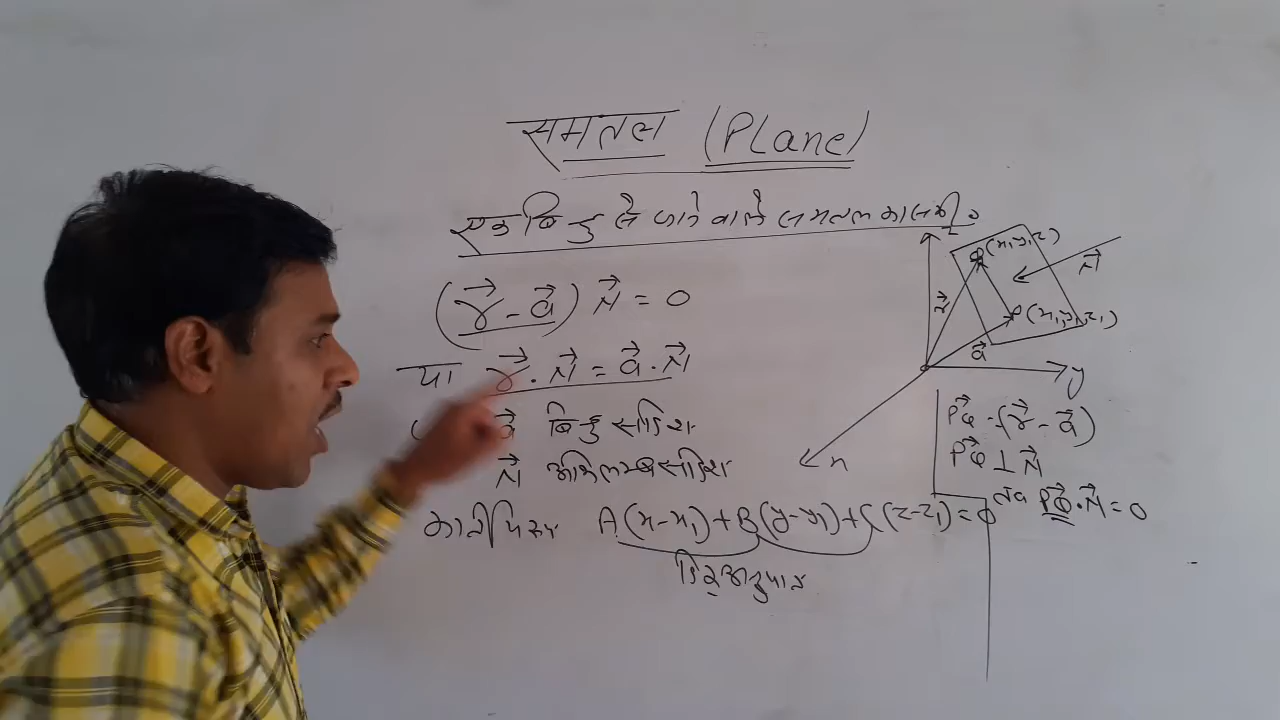 समतल (Plane)
एक बिन्दु से जाने वाले समतल का समी०
(r⃗ - a⃗) N⃗ = 0
या r⃗ . N⃗ = a⃗ . N⃗
a⃗ बिन्दु सदिश
N⃗ अभिलम्ब सदिश
कार्तीय रूप A(x-x₁)+B(y-y₁)+C(z-z₁)=0
दिक् अनुपात
z
Q(x,y,z)
N⃗
r⃗
P(x₁,y₁,z₁)
a⃗
y
x
PQ⃗ - (r⃗ - a⃗)
PQ⃗ ⊥ N⃗
तब PQ⃗ . N⃗ = 0